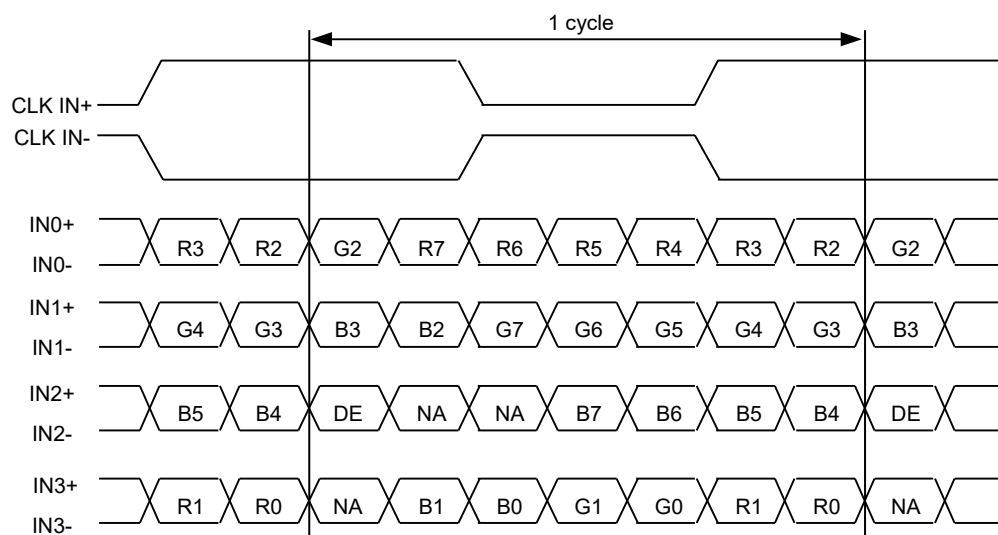 1 cycle
CLK IN+
CLK IN-
IN0+
R3 R2 G2 R7 R6 R5 R4 R3 R2 G2
IN0-
IN1+
G4 G3 B3 B2 G7 G6 G5 G4 G3 B3
IN1-
IN2+
B5 B4 DE NA NA B7 B6 B5 B4 DE
IN2-
IN3+
R1 R0 NA B1 B0 G1 G0 R1 R0 NA
IN3-